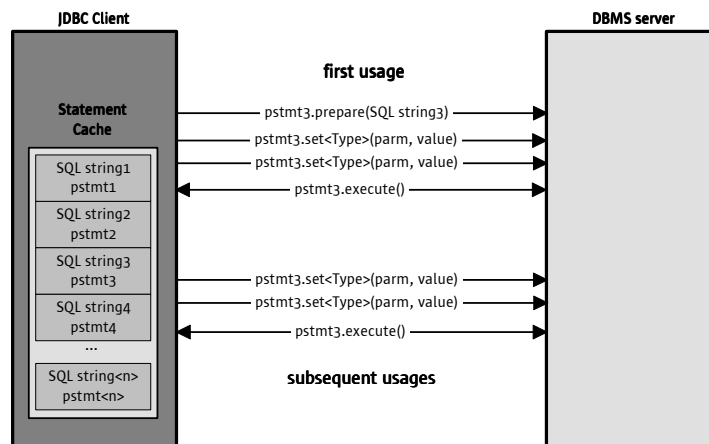 JDBC Client
DBMS server
first usage
Statement
Cache
pstmt3.prepare(SQL string3)
pstmt3.set<Type>(parm, value)
pstmt3.set<Type>(parm, value)
pstmt3.execute()
SQL string1
pstmt1
SQL string2
pstmt2
SQL string3
pstmt3
SQL string4
pstmt4
...
SQL string<n>
pstmt<n>
pstmt3.set<Type>(parm, value)
pstmt3.set<Type>(parm, value)
pstmt3.execute()
subsequent usages